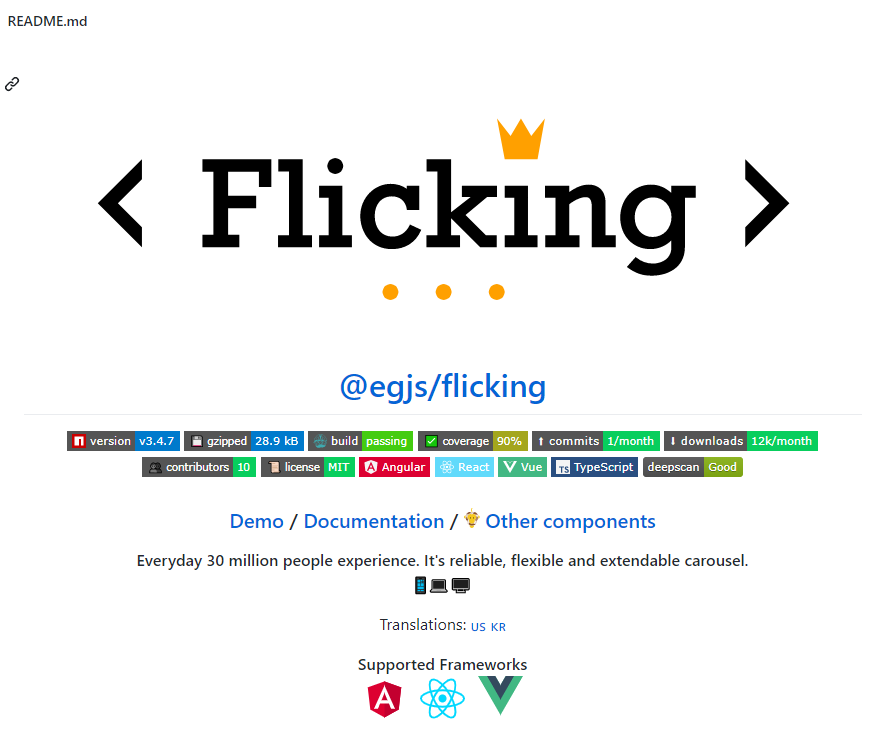 README.md
< Flicking >
@egjs/flicking
version v3.4.7 gzipped 28.9 kB build passing coverage 90% ⬆ commits 1/month ⬇ downloads 12k/month
contributors 10 license MIT Angular React Vue TS TypeScript deepscan Good
Demo / Documentation / Other components
Everyday 30 million people experience. It's reliable, flexible and extendable carousel.
Translations: US KR
Supported Frameworks
A